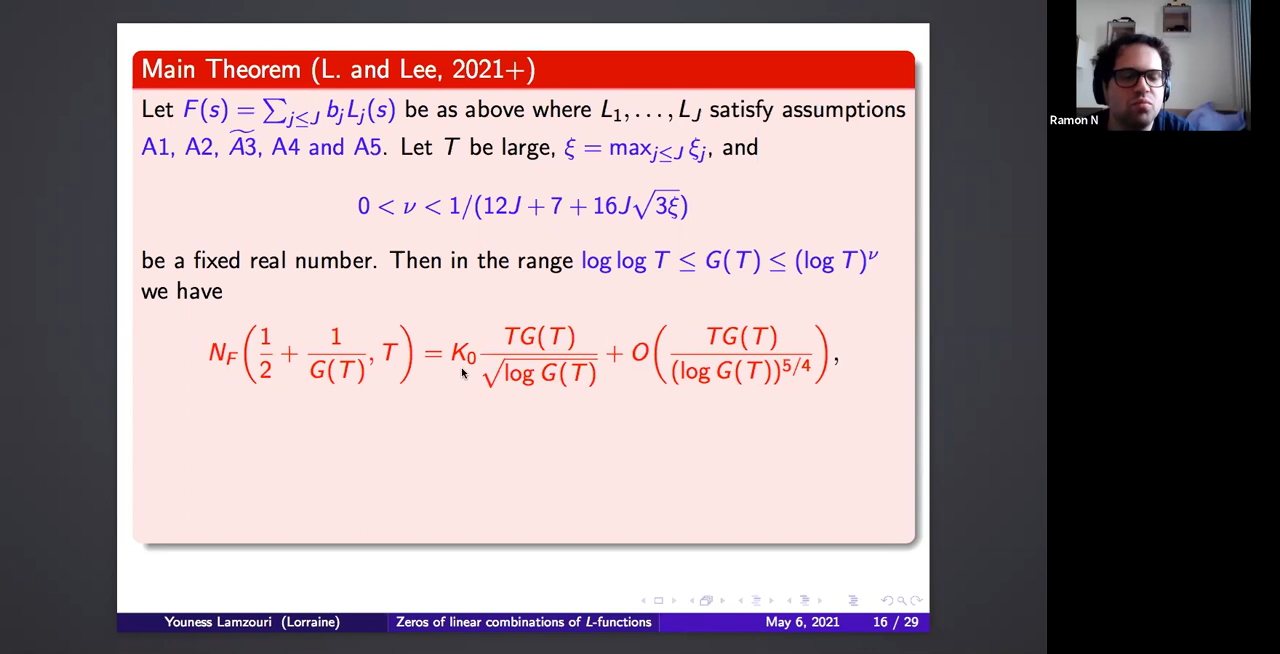 Main Theorem (L. and Lee, 2021+)
Let F(s) = ∑_{j≤J} b_j L_j(s) be as above where L_1, . . . , L_J satisfy assumptions
A1, A2, \widetilde{A3}, A4 and A5. Let T be large, ξ = max_{j≤J} ξ_j, and
0 < ν < 1/(12J + 7 + 16J√(3ξ))
be a fixed real number. Then in the range log log T ≤ G(T) ≤ (log T)^ν
we have
N_F(1/2 + 1/G(T), T) = K_0 TG(T)/√(log G(T)) + O(TG(T)/(log G(T))^{5/4}),
Youness Lamzouri (Lorraine) Zeros of linear combinations of L-functions May 6, 2021 16 / 29
Ramon N